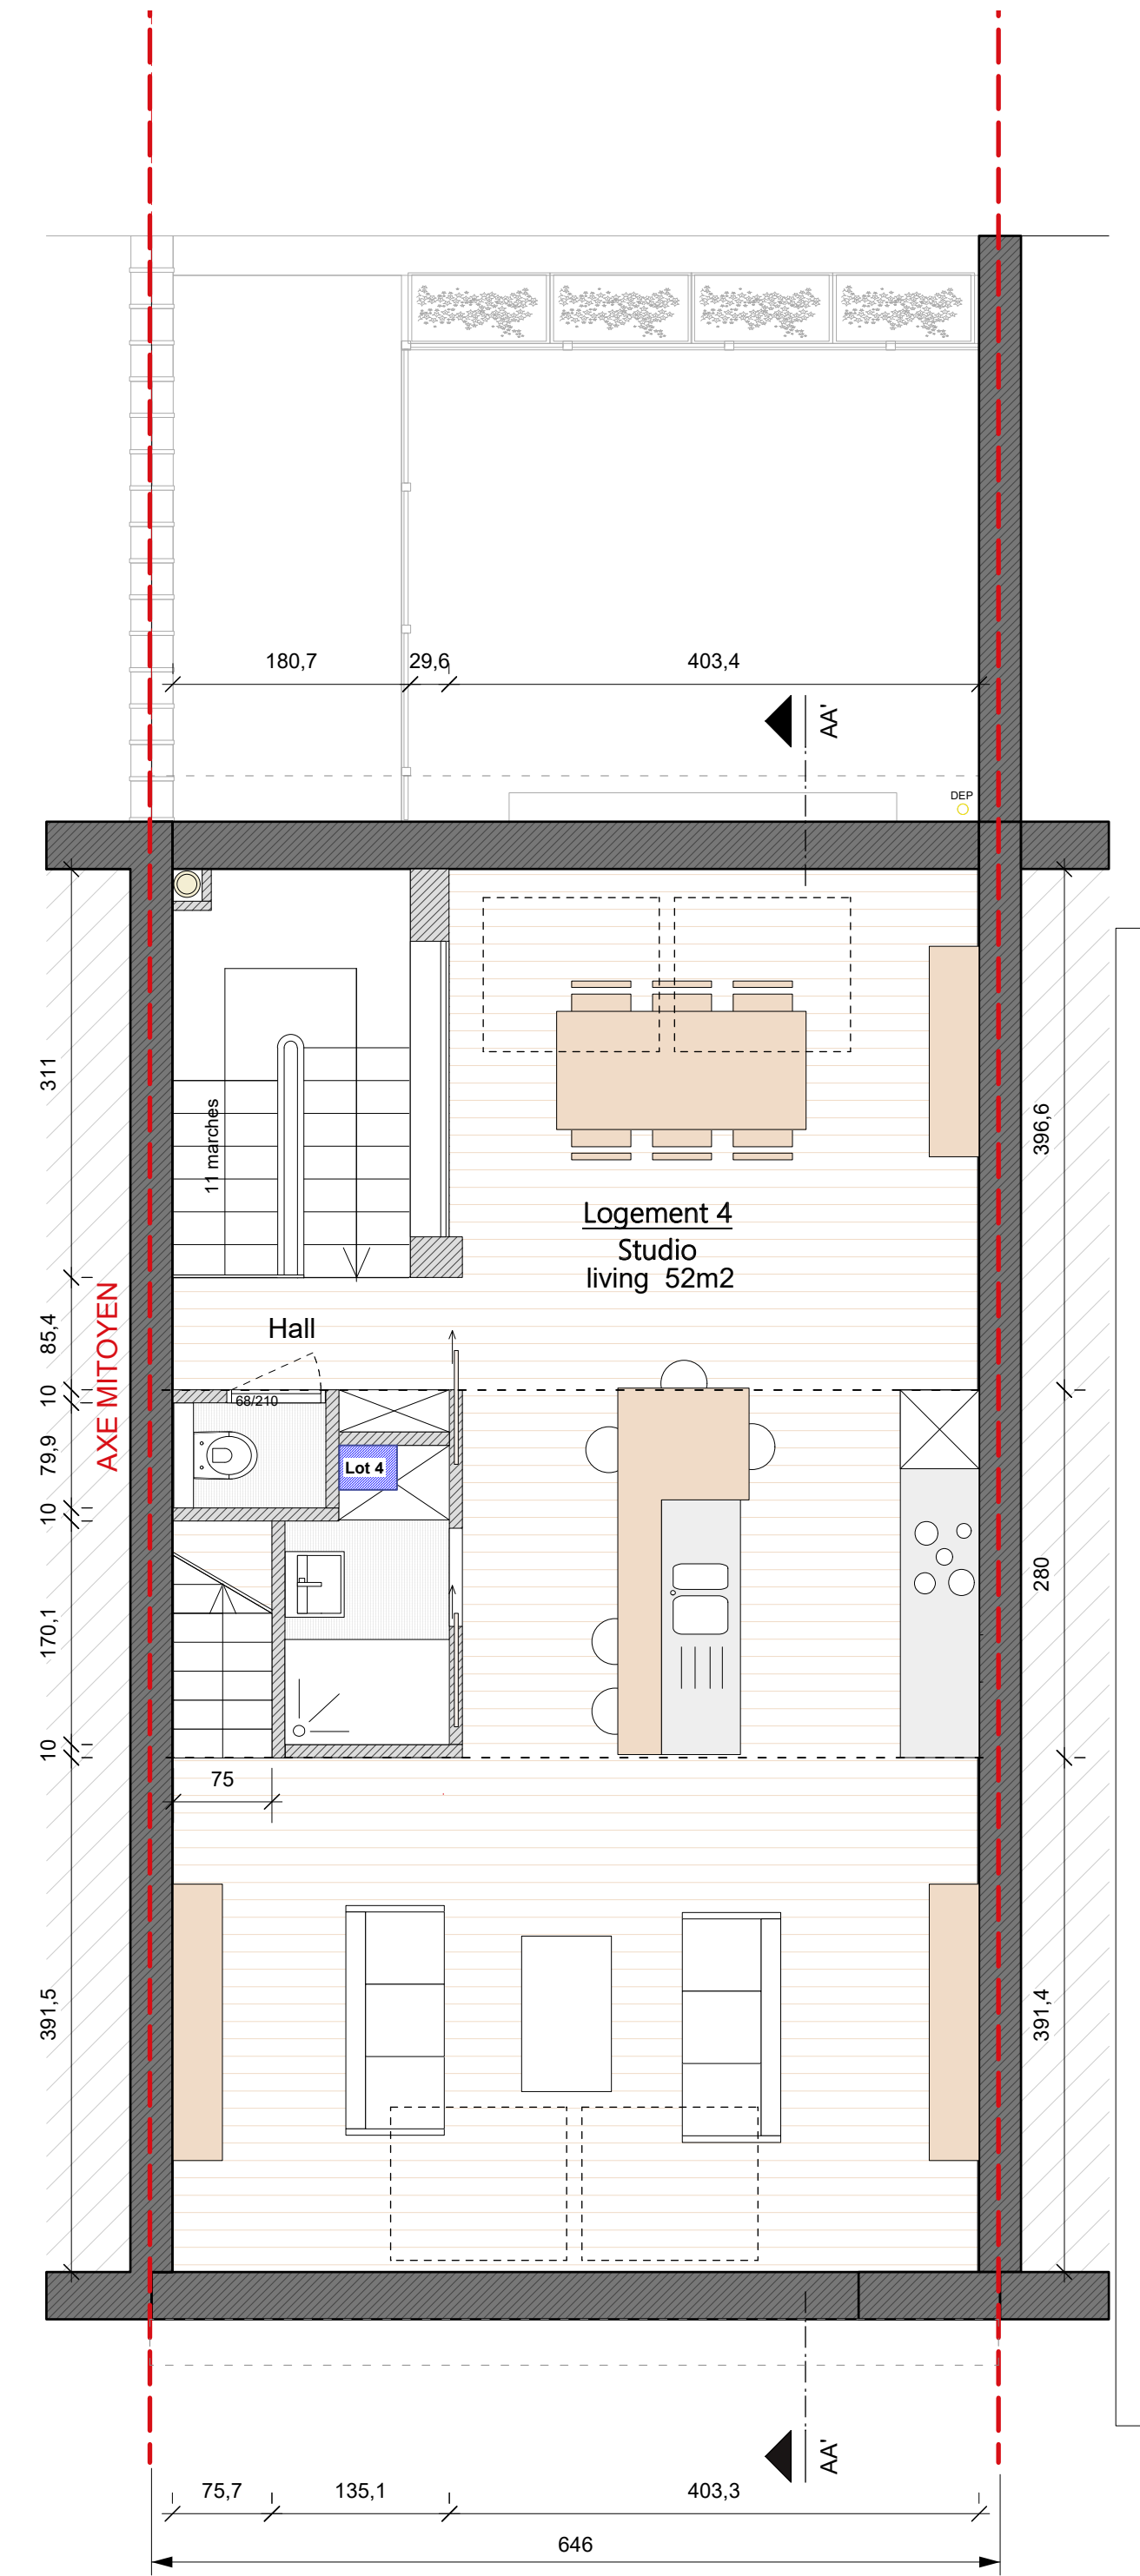 180,7
29,6
403,4
AA'
DEP
311
11 marches
396,6
Logement 4
Studio
living 52m2
Hall
85,4
AXE MITOYEN
10
68/210
79,9
Lot 4
10
280
170,1
10
75
391,5
391,4
AA'
75,7
135,1
403,3
646